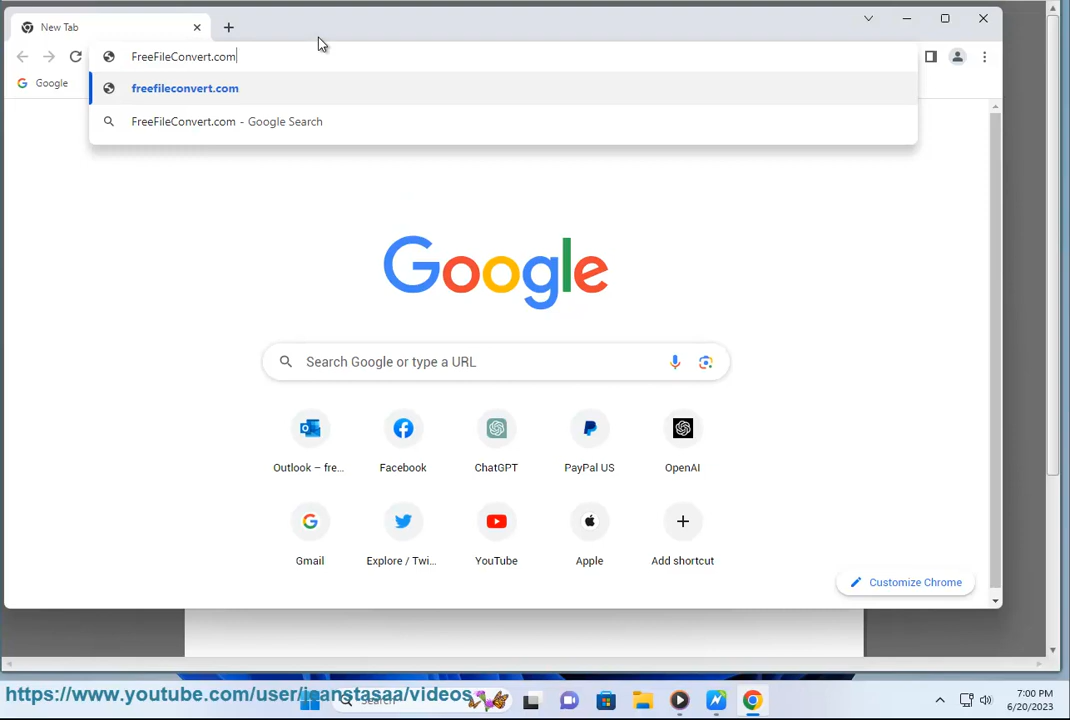 New Tab
FreeFileConvert.com
Google
freefileconvert.com
FreeFileConvert.com - Google Search
Google
Search Google or type a URL
Outlook – fre...
Facebook
ChatGPT
PayPal US
OpenAI
Gmail
Explore / Twi...
YouTube
Apple
Add shortcut
Customize Chrome
https://www.youtube.com/user/jeanstasaa/videos
Search
7:00 PM
6/20/2023